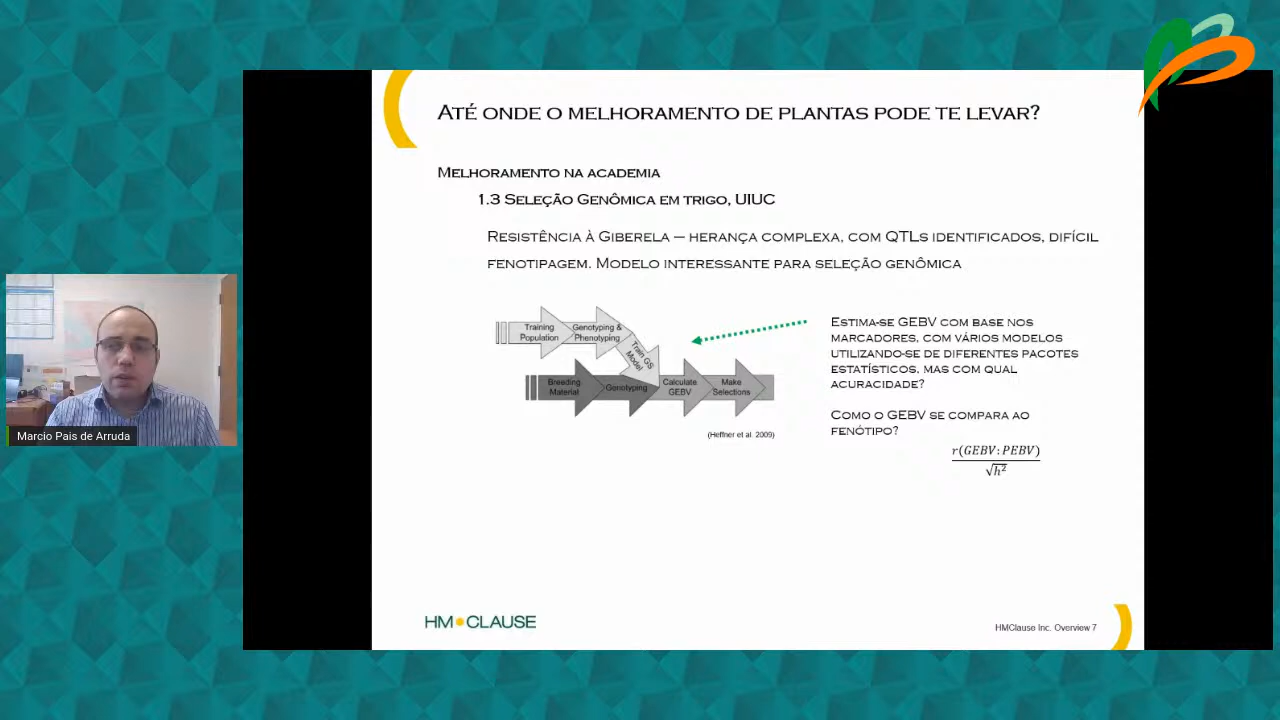 Até onde o melhoramento de plantas pode te levar?
Melhoramento na academia
1.3 Seleção Genômica em trigo, UIUC
Resistência à Giberela – herança complexa, com QTLs identificados, difícil
fenotipagem. Modelo interessante para seleção genômica
Training
Population
Genotyping &
Phenotyping
Train GS
Model
Breeding
Material
Genotyping
Calculate
GEBV
Make
Selections
(Heffner et al. 2009)
Estima-se GEBV com base nos
marcadores, com vários modelos
utilizando-se de diferentes pacotes
estatísticos. Mas com qual
acuracidade?
Como o GEBV se compara ao
fenótipo?
r(GEBV:PEBV)
√h²
Marcio Pais de Arruda
HM•CLAUSE
HMClause Inc. Overview 7